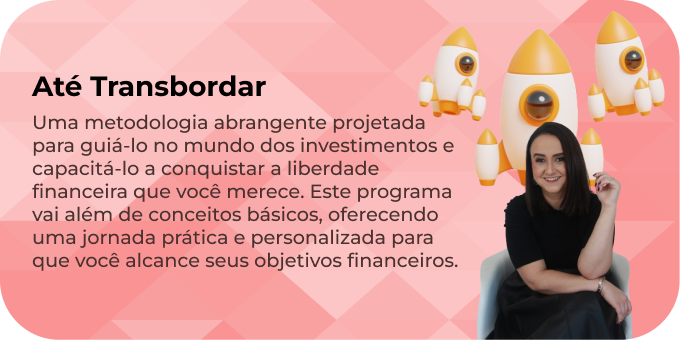 Até Transbordar
Uma metodologia abrangente projetada
para guiá-lo no mundo dos investimentos e
capacitá-lo a conquistar a liberdade
financeira que você merece. Este programa
vai além de conceitos básicos, oferecendo
uma jornada prática e personalizada para
que você alcance seus objetivos financeiros.